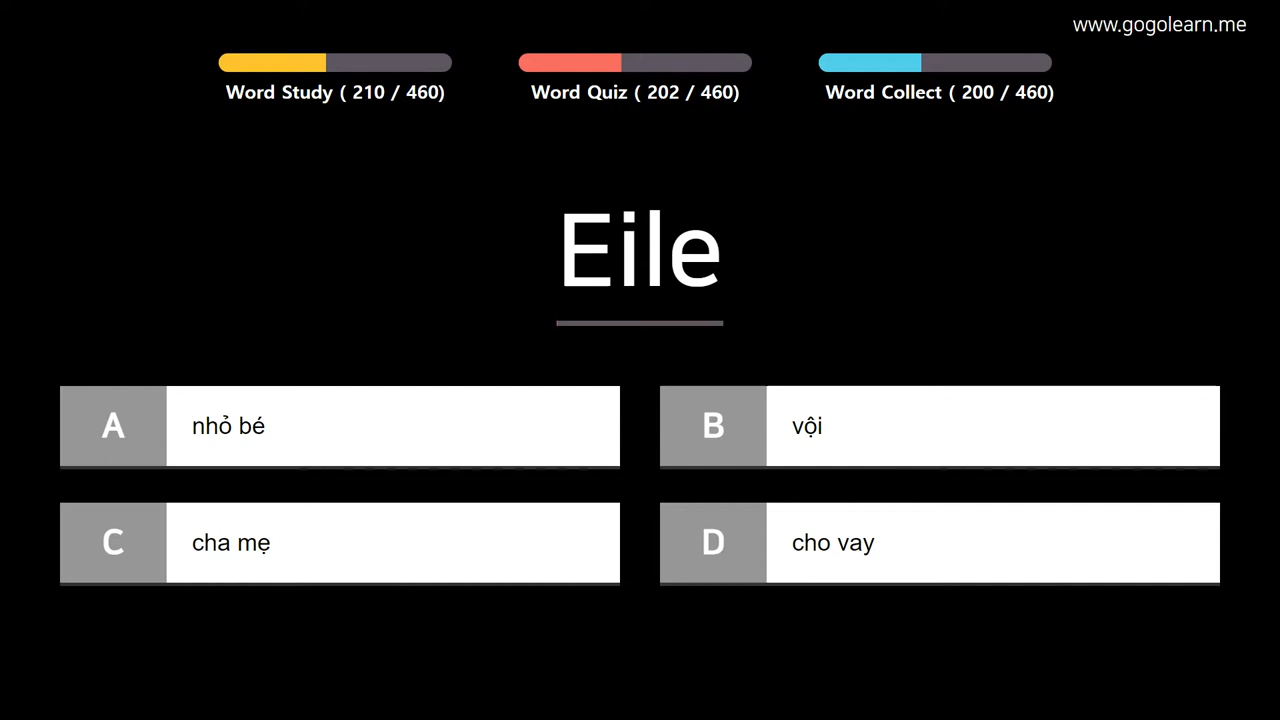 www.gogolearn.me
Word Study ( 210 / 460)
Word Quiz ( 202 / 460)
Word Collect ( 200 / 460)
Eile
A nhỏ bé
B vội
C cha mẹ
D cho vay